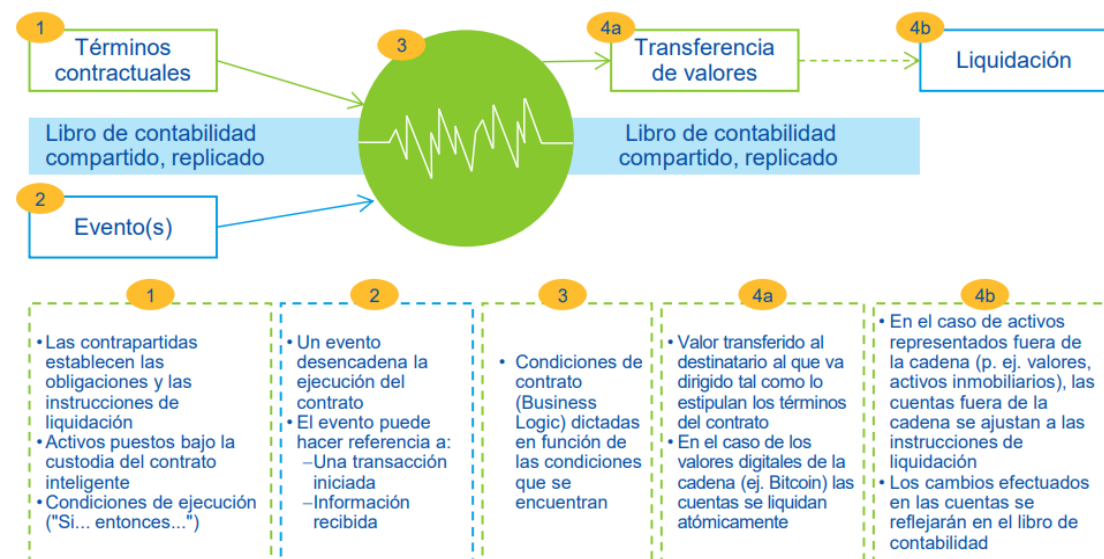 1
Términos
contractuales
3
4a
Transferencia
de valores
4b
Liquidación
Libro de contabilidad
compartido, replicado
Libro de contabilidad
compartido, replicado
2
Evento(s)
1
• Las contrapartidas
establecen las
obligaciones y las
instrucciones de
liquidación
• Activos puestos bajo la
custodia del contrato
inteligente
• Condiciones de ejecución
("Si... entonces...")
2
• Un evento
desencadena la
ejecución del
contrato
• El evento puede
hacer referencia a:
–Una transacción
iniciada
–Información
recibida
3
• Condiciones de
contrato
(Business
Logic) dictadas
en función de
las condiciones
que se
encuentran
4a
• Valor transferido al
destinatario al que va
dirigido tal como lo
estipulan los términos
del contrato
• En el caso de los
valores digitales de la
cadena (ej. Bitcoin) las
cuentas se liquidan
atómicamente
4b
• En el caso de activos
representados fuera de
la cadena (p. ej. valores,
activos inmobiliarios), las
cuentas fuera de la
cadena se ajustan a las
instrucciones de
liquidación
• Los cambios efectuados
en las cuentas se
reflejarán en el libro de
contabilidad